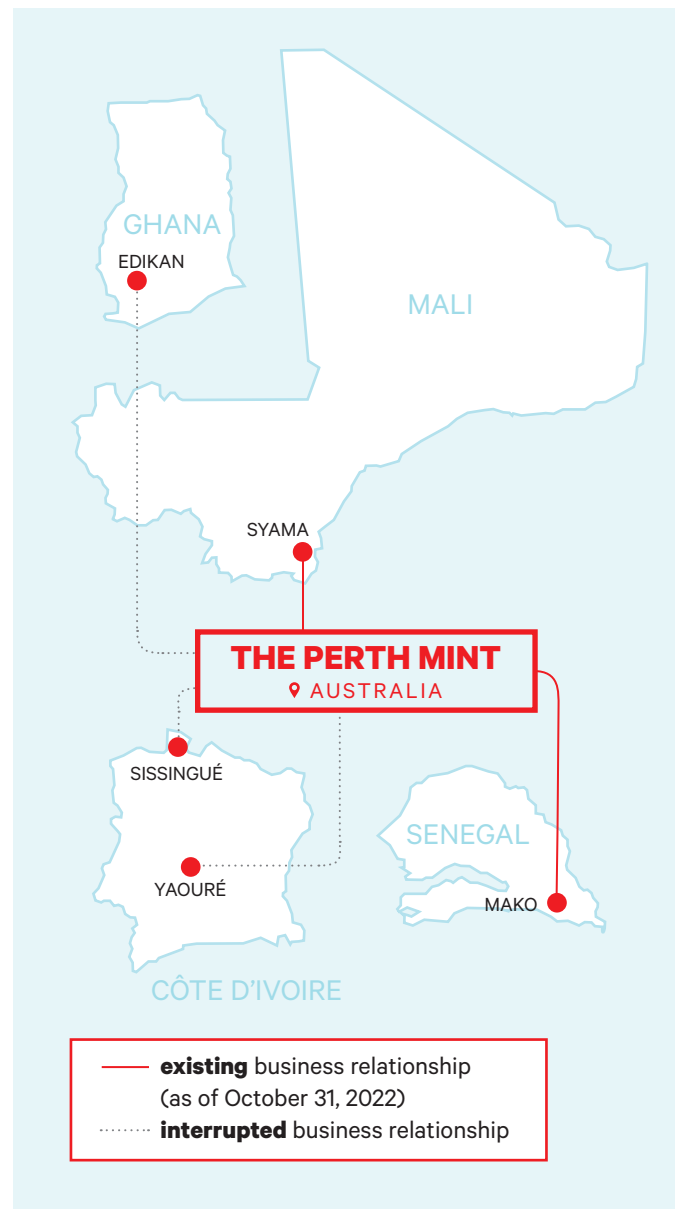 GHANA
EDIKAN
MALI
SYAMA
THE PERTH MINT
AUSTRALIA
SISSINGUÉ
YAOURÉ
CÔTE D'IVOIRE
SENEGAL
MAKO
existing business relationship
(as of October 31, 2022)
interrupted business relationship